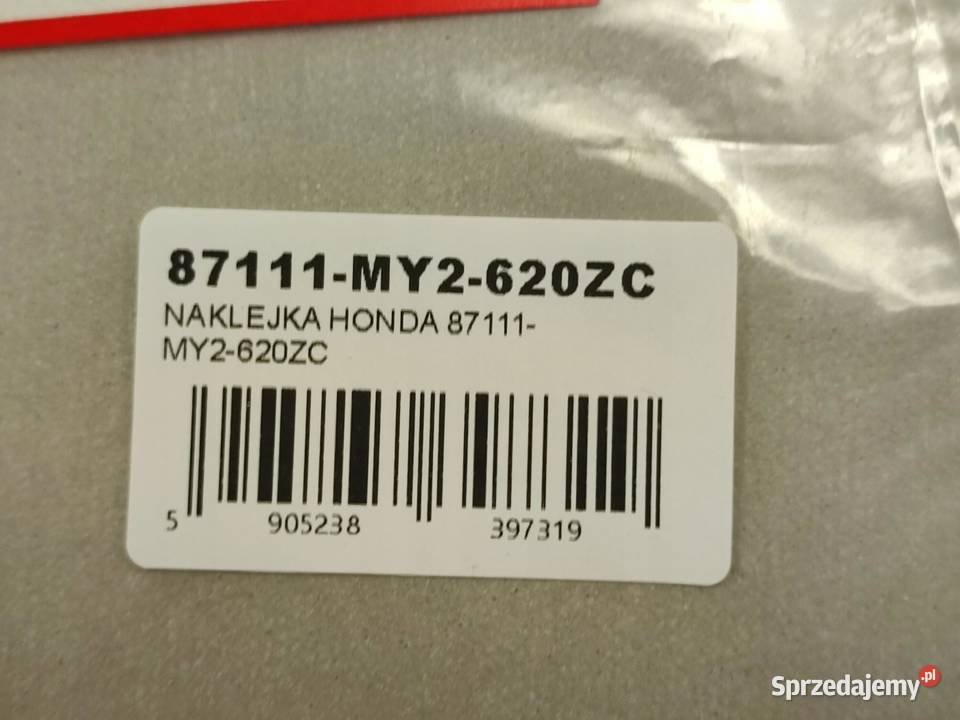 87111-MY2-620ZC
NAKLEJKA HONDA 87111-
MY2-620ZC
5 905238 397319
Sprzedajemy.pl